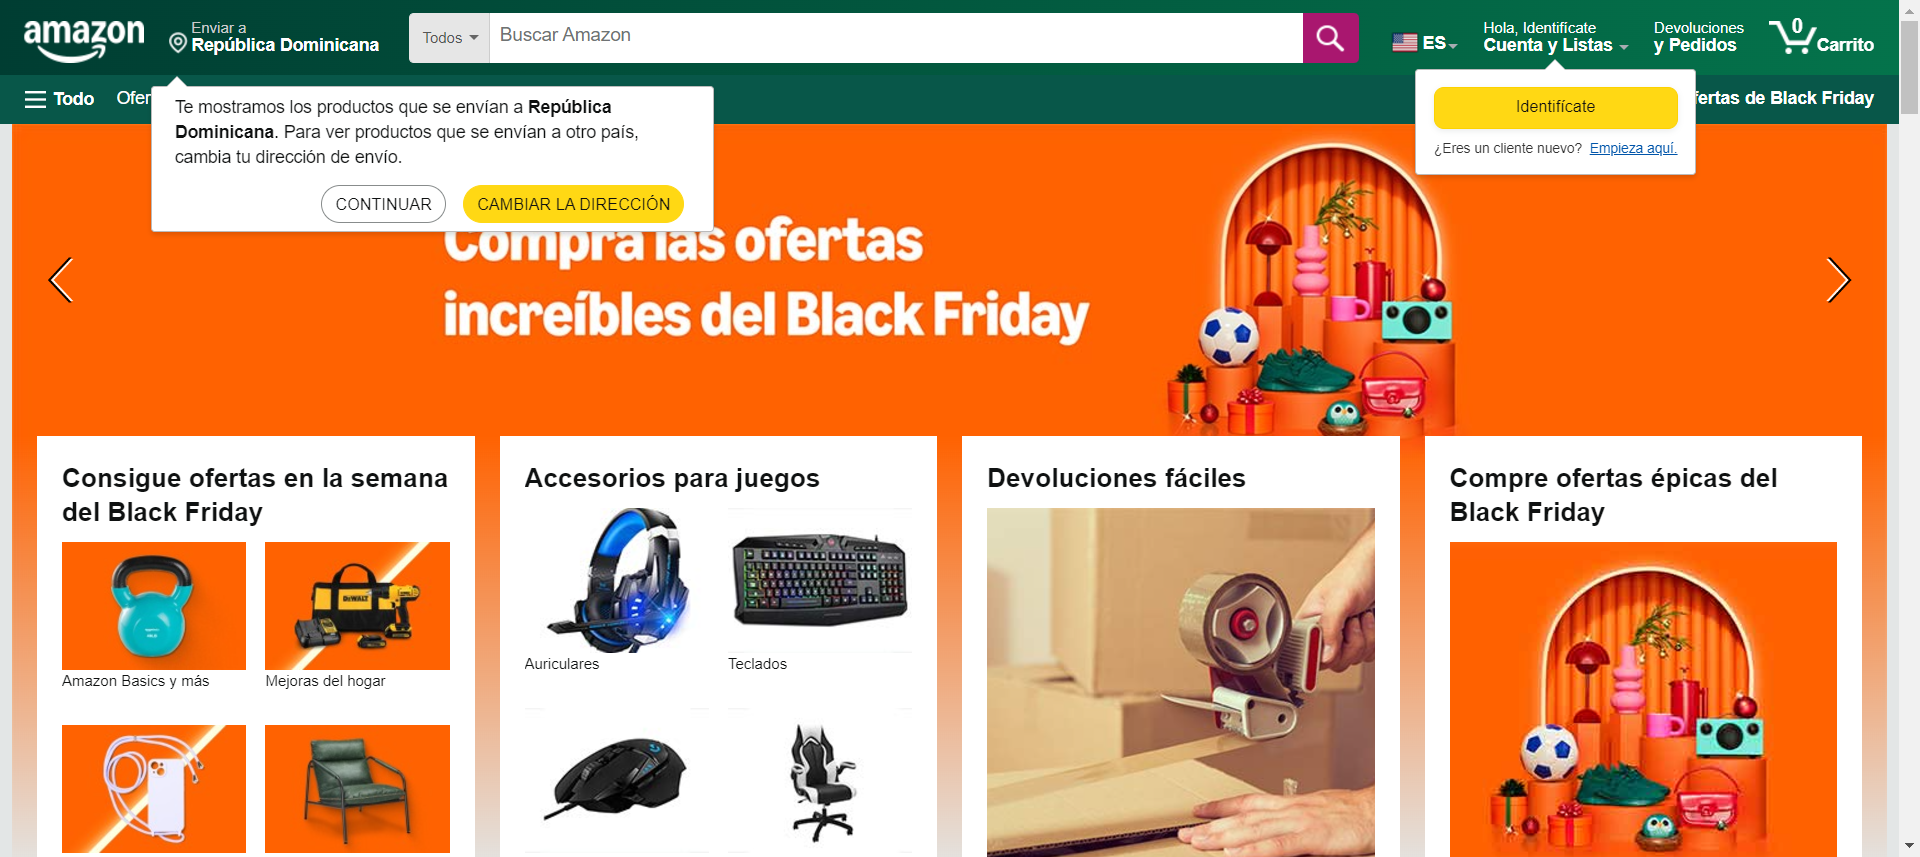 amazon
Enviar a
República Dominicana
Todos
Buscar Amazon
ES
Hola, Identifícate
Cuenta y Listas
Devoluciones
y Pedidos
0
Carrito
Todo
Ofer
fertas de Black Friday
Te mostramos los productos que se envían a República
Dominicana. Para ver productos que se envían a otro país,
cambia tu dirección de envío.
CONTINUAR
CAMBIAR LA DIRECCIÓN
Identifícate
¿Eres un cliente nuevo? Empieza aquí.
Compra las ofertas
increíbles del Black Friday
Consigue ofertas en la semana
del Black Friday
DEWALT
Amazon Basics y más
Mejoras del hogar
Accesorios para juegos
Auriculares
Teclados
Devoluciones fáciles
Compre ofertas épicas del
Black Friday